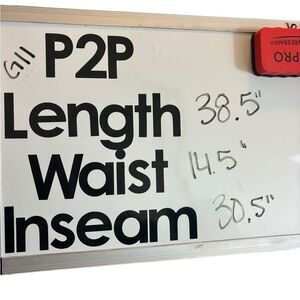 G11 P2P
Length 38.5"
Waist 14.5"
Inseam 30.5"
PRO